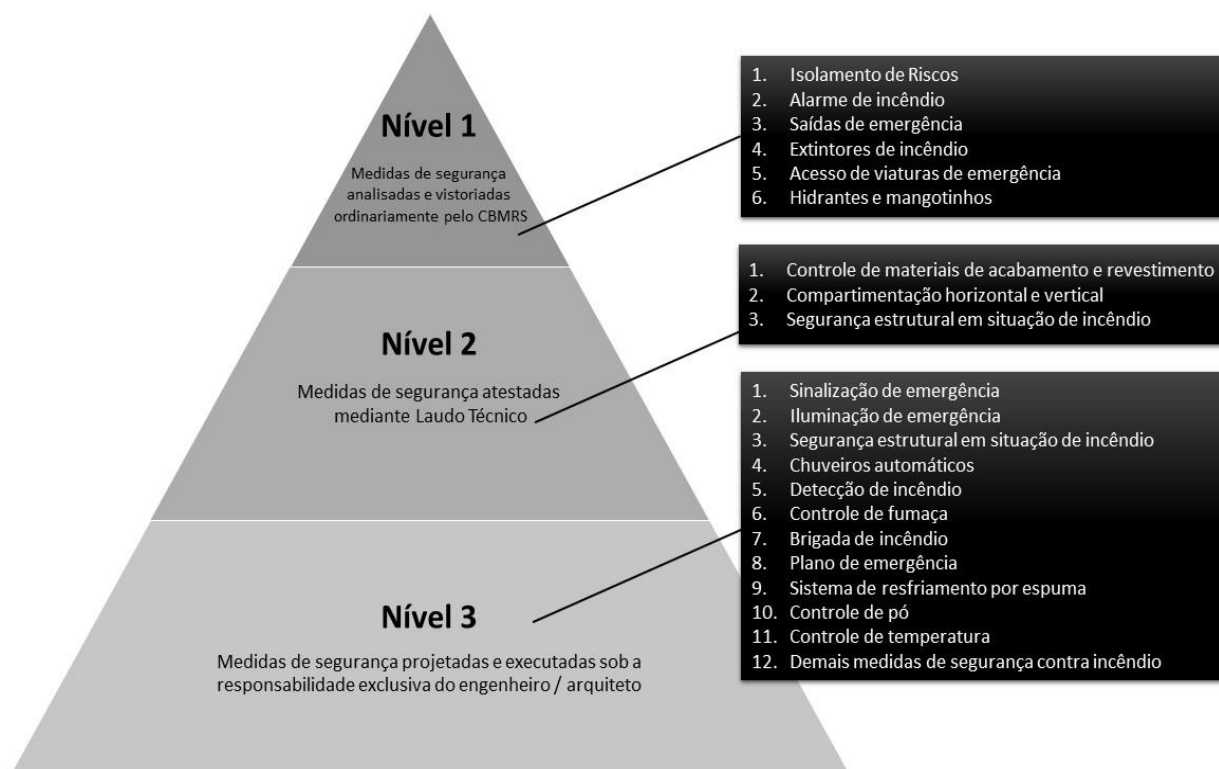 Nível 1
Medidas de segurança
analisadas e vistoriadas
ordinariamente pelo CBMRS
1. Isolamento de Riscos
2. Alarme de incêndio
3. Saídas de emergência
4. Extintores de incêndio
5. Acesso de viaturas de emergência
6. Hidrantes e mangotinhos
Nível 2
Medidas de segurança atestadas
mediante Laudo Técnico
1. Controle de materiais de acabamento e revestimento
2. Compartimentação horizontal e vertical
3. Segurança estrutural em situação de incêndio
Nível 3
Medidas de segurança projetadas e executadas sob a
responsabilidade exclusiva do engenheiro / arquiteto
1. Sinalização de emergência
2. Iluminação de emergência
3. Segurança estrutural em situação de incêndio
4. Chuveiros automáticos
5. Detecção de incêndio
6. Controle de fumaça
7. Brigada de incêndio
8. Plano de emergência
9. Sistema de resfriamento por espuma
10. Controle de pó
11. Controle de temperatura
12. Demais medidas de segurança contra incêndio